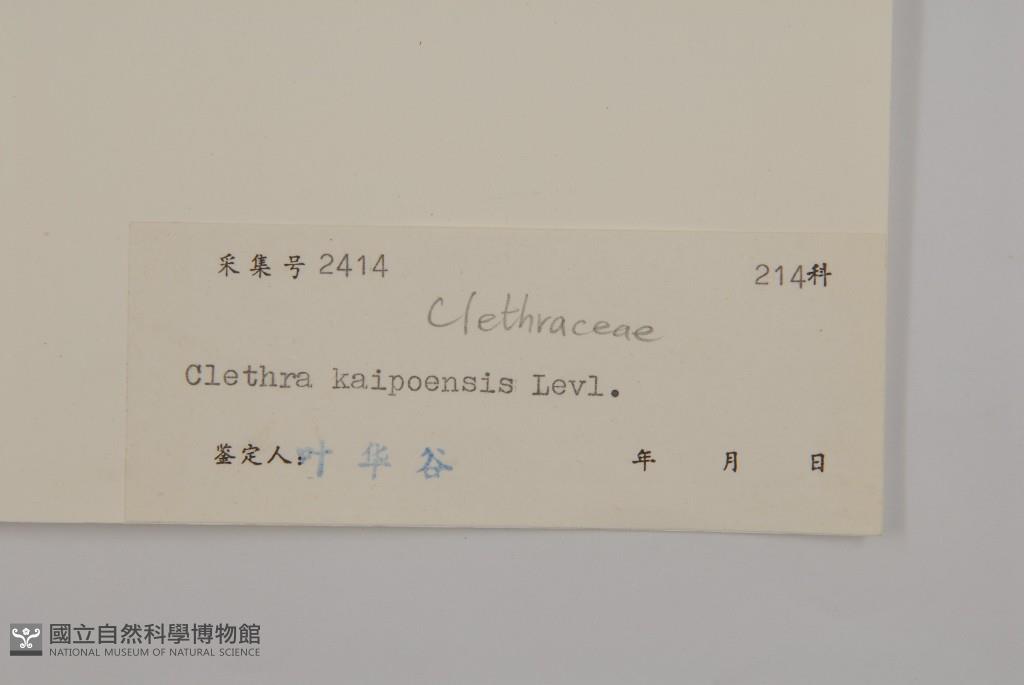 采集号 2414 214科
Clethraceae
Clethra kaipoensis Levl.
鉴定人: 叶华谷 年 月 日
國立自然科學博物館
NATIONAL MUSEUM OF NATURAL SCIENCE